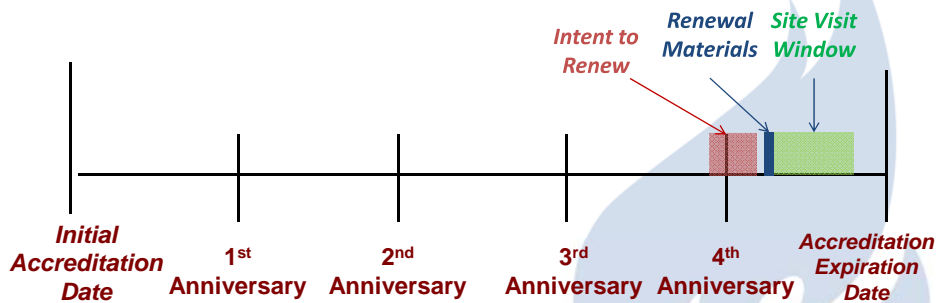 Intent to
Renew
Renewal
Materials
Site Visit
Window
Initial
Accreditation
Date
1st
Anniversary
2nd
Anniversary
3rd
Anniversary
4th
Anniversary
Accreditation
Expiration
Date